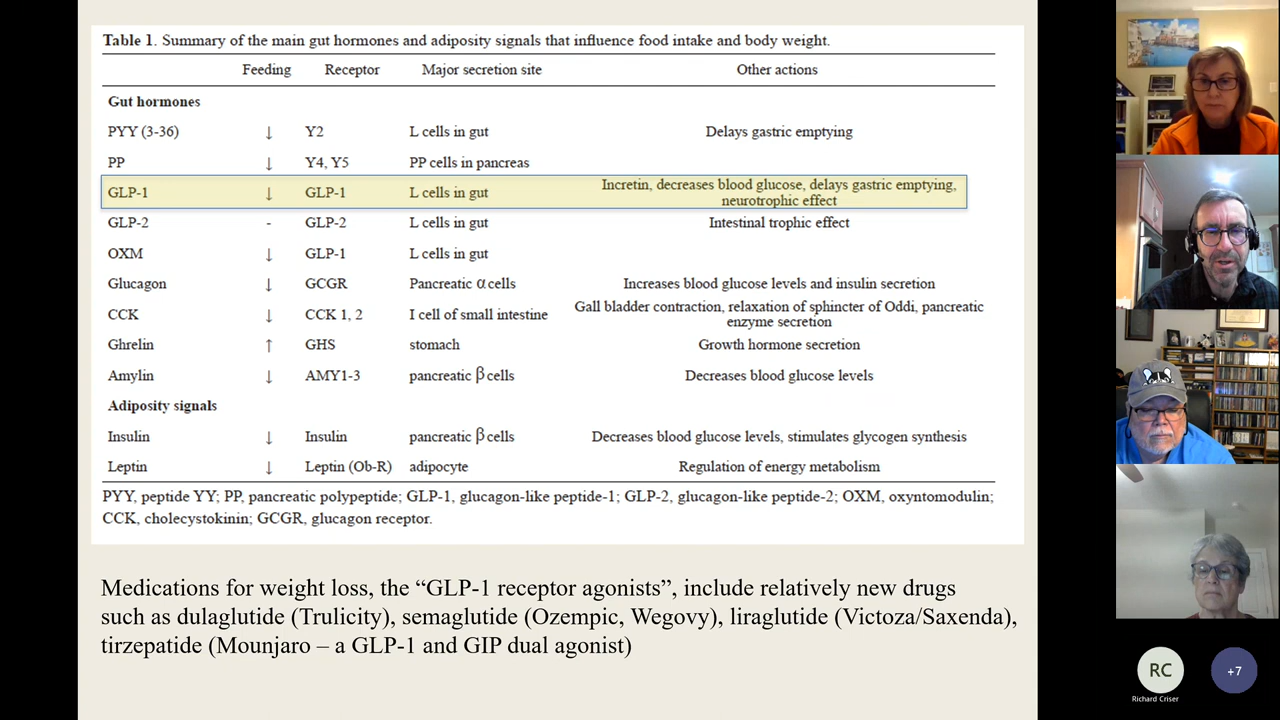 Table 1. Summary of the main gut hormones and adiposity signals that influence food intake and body weight.
Feeding Receptor Major secretion site Other actions
Gut hormones
PYY (3-36) ↓ Y2 L cells in gut Delays gastric emptying
PP ↓ Y4, Y5 PP cells in pancreas
GLP-1 ↓ GLP-1 L cells in gut Incretin, decreases blood glucose, delays gastric emptying,
neurotrophic effect
GLP-2 - GLP-2 L cells in gut Intestinal trophic effect
OXM ↓ GLP-1 L cells in gut
Glucagon ↓ GCGR Pancreatic α cells Increases blood glucose levels and insulin secretion
CCK ↓ CCK 1, 2 I cell of small intestine Gall bladder contraction, relaxation of sphincter of Oddi, pancreatic
enzyme secretion
Ghrelin ↑ GHS stomach Growth hormone secretion
Amylin ↓ AMY1-3 pancreatic β cells Decreases blood glucose levels
Adiposity signals
Insulin ↓ Insulin pancreatic β cells Decreases blood glucose levels, stimulates glycogen synthesis
Leptin ↓ Leptin (Ob-R) adipocyte Regulation of energy metabolism
PYY, peptide YY; PP, pancreatic polypeptide; GLP-1, glucagon-like peptide-1; GLP-2, glucagon-like peptide-2; OXM, oxyntomodulin;
CCK, cholecystokinin; GCGR, glucagon receptor.
Medications for weight loss, the “GLP-1 receptor agonists”, include relatively new drugs
such as dulaglutide (Trulicity), semaglutide (Ozempic, Wegovy), liraglutide (Victoza/Saxenda),
tirzepatide (Mounjaro – a GLP-1 and GIP dual agonist)
RC
+7
Richard Criser